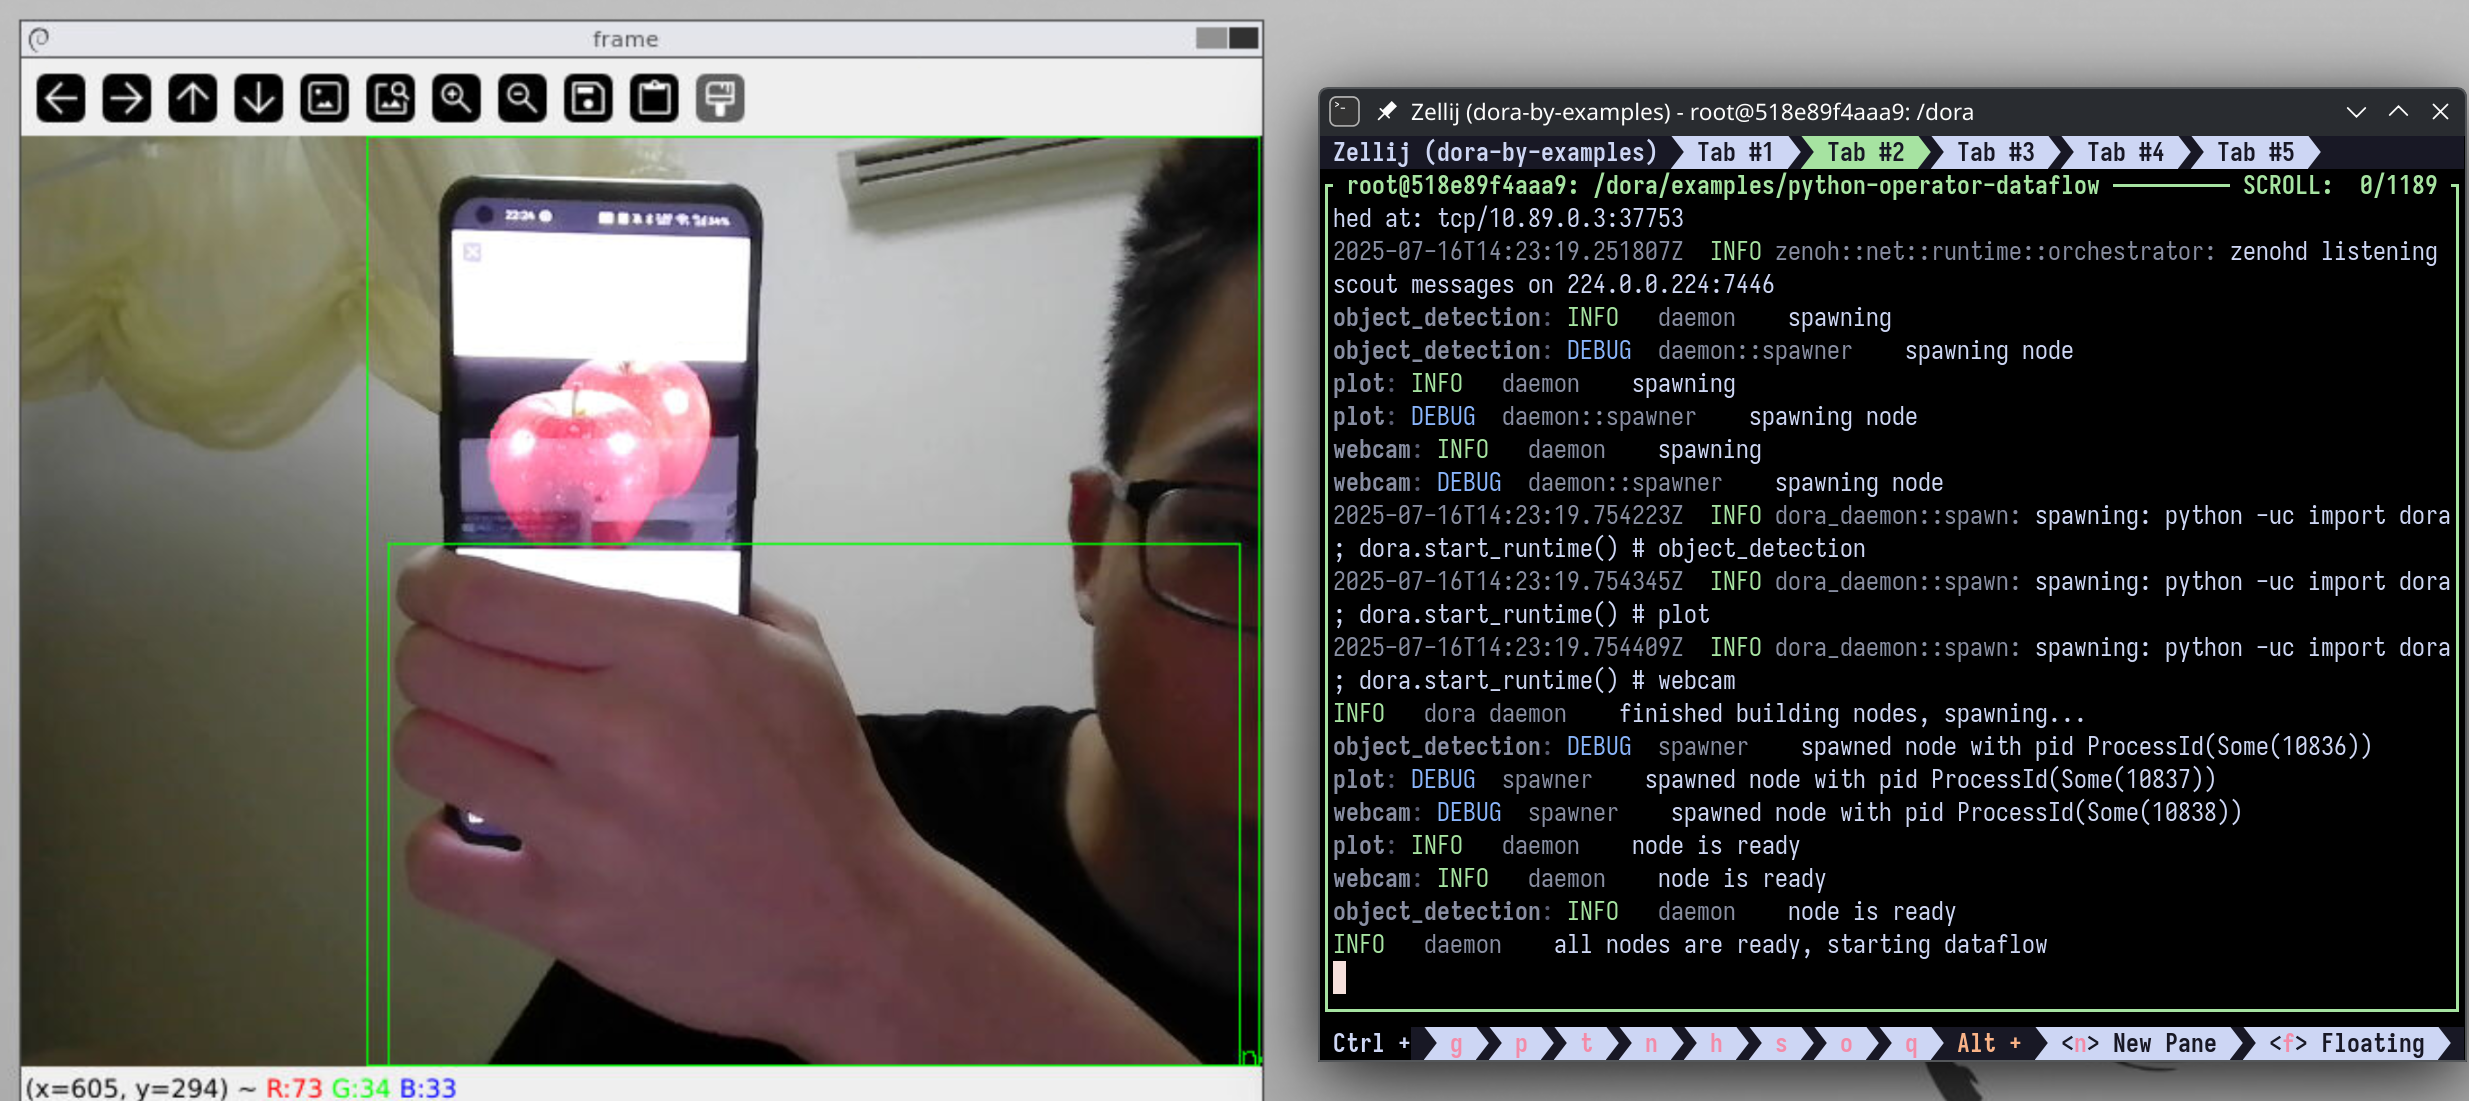 frame
22:24
(x=605, y=294) ~ R:73 G:34 B:33
Zellij (dora-by-examples) - root@518e89f4aaa9: /dora
Zellij (dora-by-examples) Tab #1 Tab #2 Tab #3 Tab #4 Tab #5
root@518e89f4aaa9: /dora/examples/python-operator-dataflow SCROLL: 0/1189
hed at: tcp/10.89.0.3:37753
2025-07-16T14:23:19.251807Z INFO zenoh::net::runtime::orchestrator: zenohd listening
scout messages on 224.0.0.224:7446
object_detection: INFO daemon spawning
object_detection: DEBUG daemon::spawner spawning node
plot: INFO daemon spawning
plot: DEBUG daemon::spawner spawning node
webcam: INFO daemon spawning
webcam: DEBUG daemon::spawner spawning node
2025-07-16T14:23:19.754223Z INFO dora_daemon::spawn: spawning: python -uc import dora
; dora.start_runtime() # object_detection
2025-07-16T14:23:19.754345Z INFO dora_daemon::spawn: spawning: python -uc import dora
; dora.start_runtime() # plot
2025-07-16T14:23:19.754409Z INFO dora_daemon::spawn: spawning: python -uc import dora
; dora.start_runtime() # webcam
INFO dora daemon finished building nodes, spawning...
object_detection: DEBUG spawner spawned node with pid ProcessId(Some(10836))
plot: DEBUG spawner spawned node with pid ProcessId(Some(10837))
webcam: DEBUG spawner spawned node with pid ProcessId(Some(10838))
plot: INFO daemon node is ready
webcam: INFO daemon node is ready
object_detection: INFO daemon node is ready
INFO daemon all nodes are ready, starting dataflow
Ctrl + g p t n h s o q Alt + <n> New Pane <f> Floating